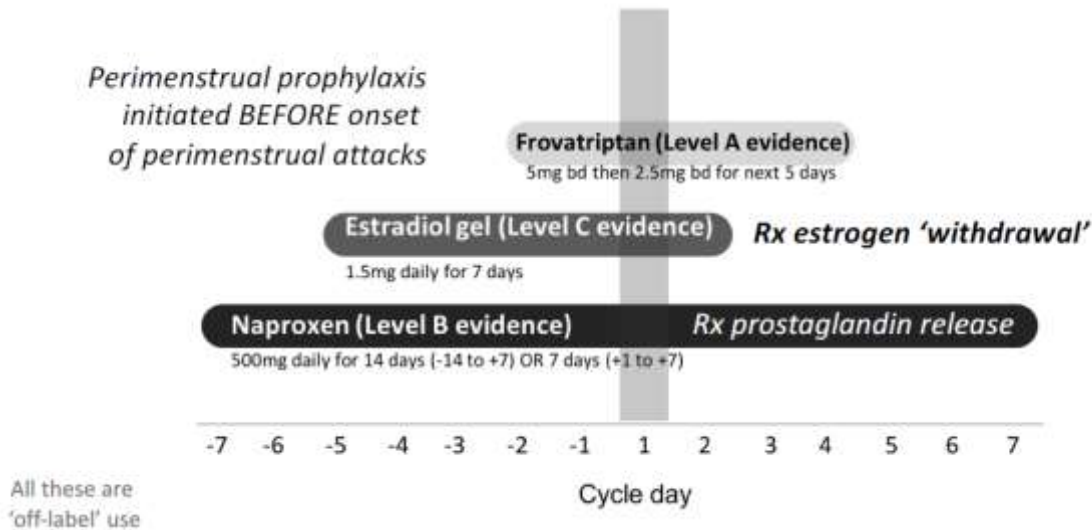 Perimenstrual prophylaxis
initiated BEFORE onset
of perimenstrual attacks
Frovatriptan (Level A evidence)
5mg bd then 2.5mg bd for next 5 days
Estradiol gel (Level C evidence)
Rx estrogen ‘withdrawal’
1.5mg daily for 7 days
Naproxen (Level B evidence)
Rx prostaglandin release
500mg daily for 14 days (-14 to +7) OR 7 days (+1 to +7)
-7 -6 -5 -4 -3 -2 -1 1 2 3 4 5 6 7
Cycle day
All these are
‘off-label’ use